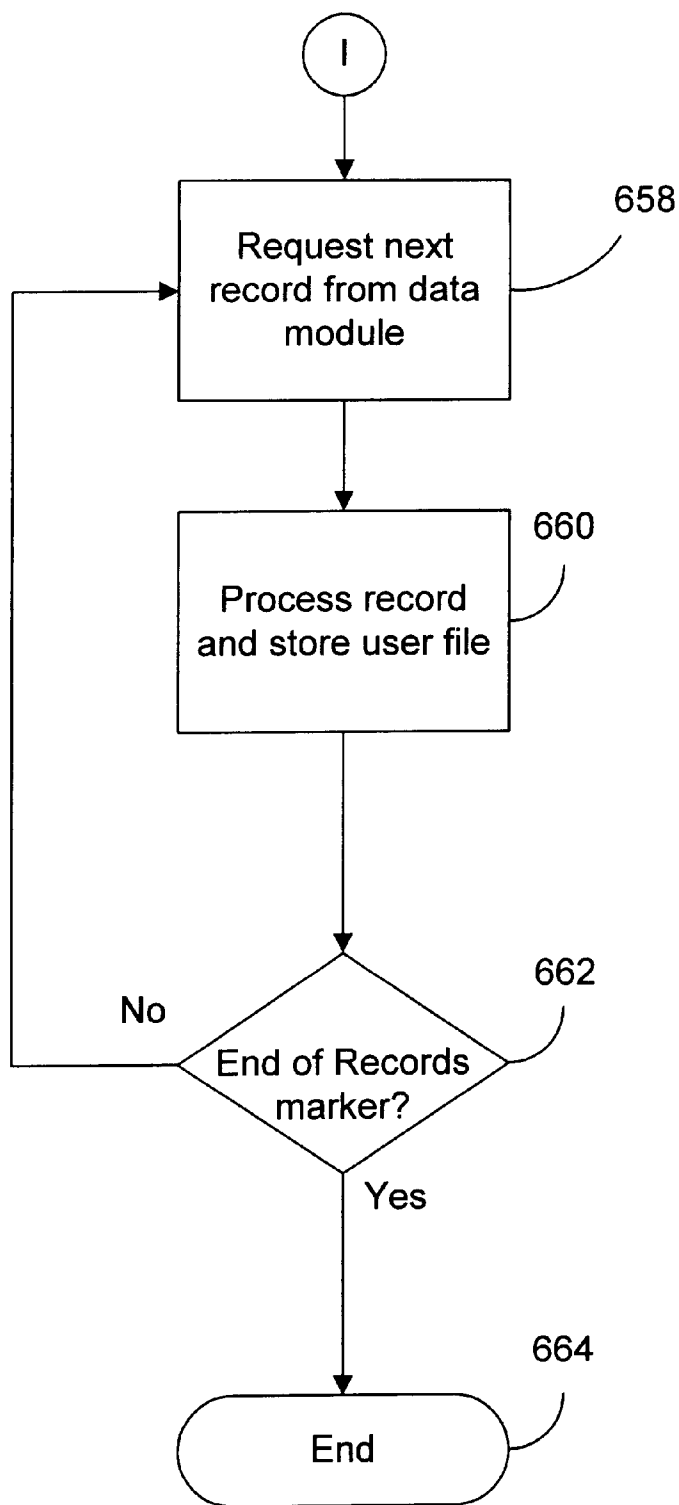 I
658
Request next
record from data
module
660
Process record
and store user file
662
No
End of Records
marker?
Yes
664
End